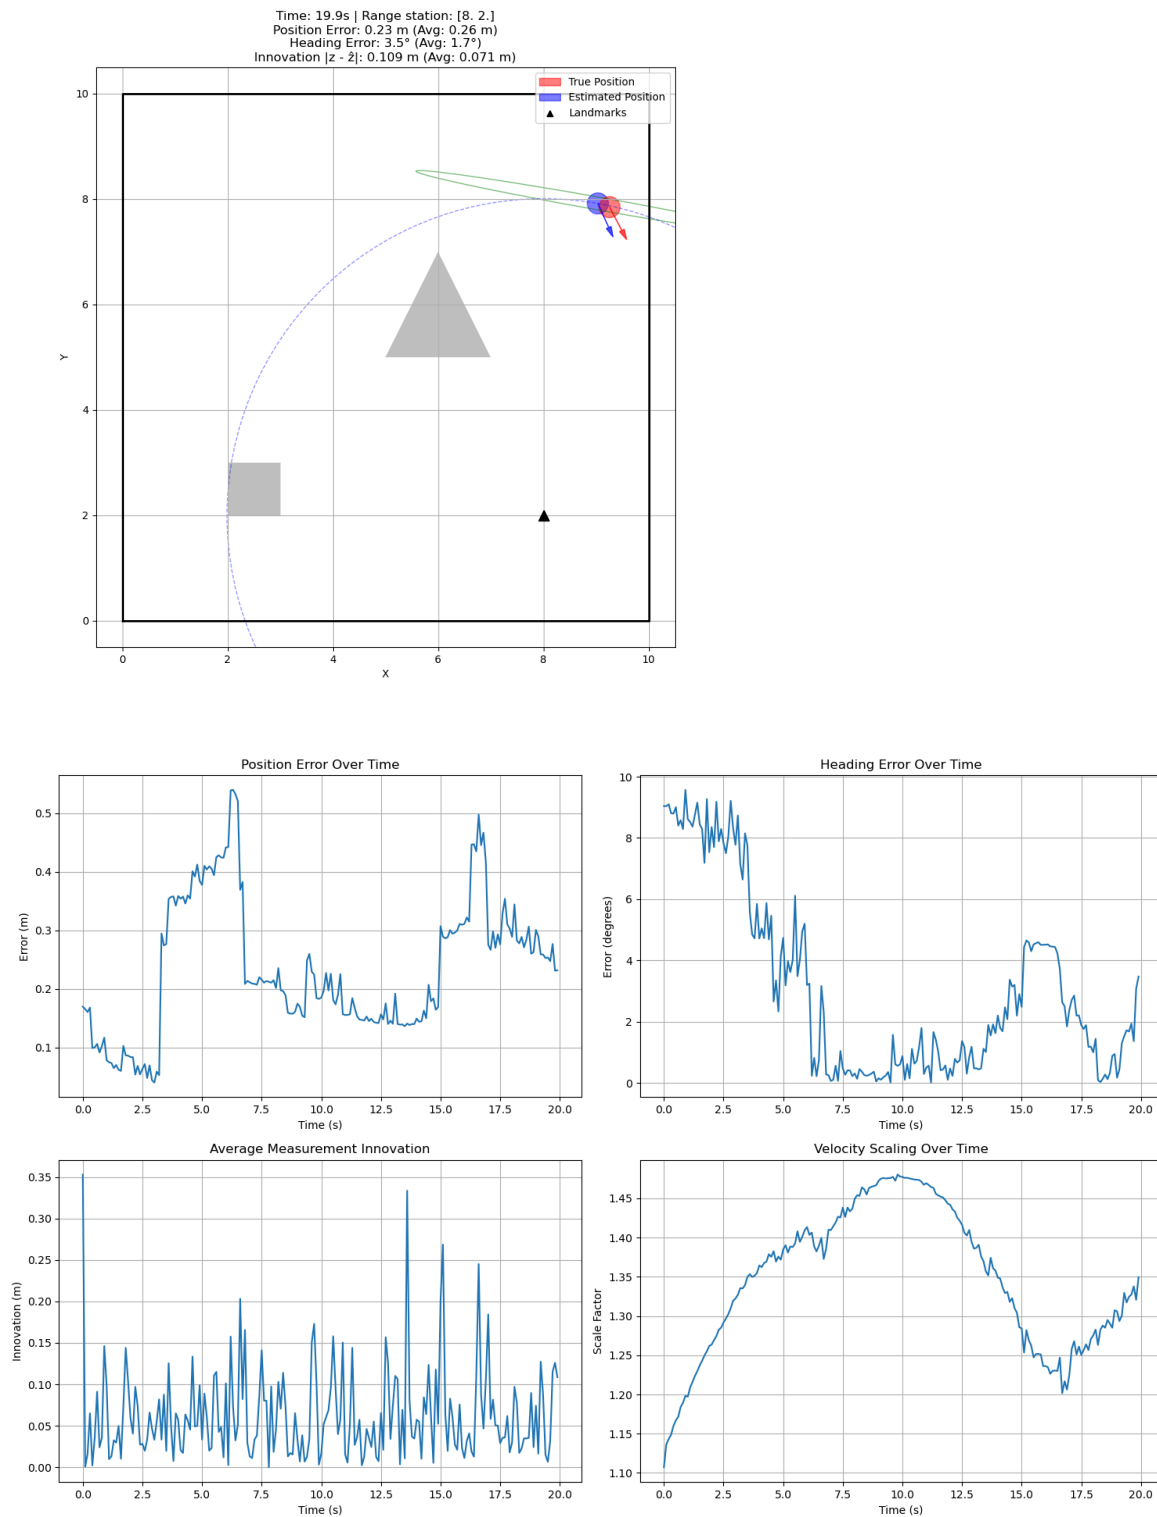 Time: 19.9s | Range station: [8. 2.]
Position Error: 0.23 m (Avg: 0.26 m)
Heading Error: 3.5° (Avg: 1.7°)
Innovation |z - ẑ|: 0.109 m (Avg: 0.071 m)
True Position
Estimated Position
Landmarks
10
8
6
4
2
0
Y
0 2 4 6 8 10
X
Position Error Over Time
0.5
0.4
0.3
0.2
0.1
Error (m)
0.0 2.5 5.0 7.5 10.0 12.5 15.0 17.5 20.0
Time (s)
Heading Error Over Time
10
8
6
4
2
0
Error (degrees)
0.0 2.5 5.0 7.5 10.0 12.5 15.0 17.5 20.0
Time (s)
Average Measurement Innovation
0.35
0.30
0.25
0.20
0.15
0.10
0.05
0.00
Innovation (m)
0.0 2.5 5.0 7.5 10.0 12.5 15.0 17.5 20.0
Time (s)
Velocity Scaling Over Time
1.45
1.40
1.35
1.30
1.25
1.20
1.15
1.10
Scale Factor
0.0 2.5 5.0 7.5 10.0 12.5 15.0 17.5 20.0
Time (s)